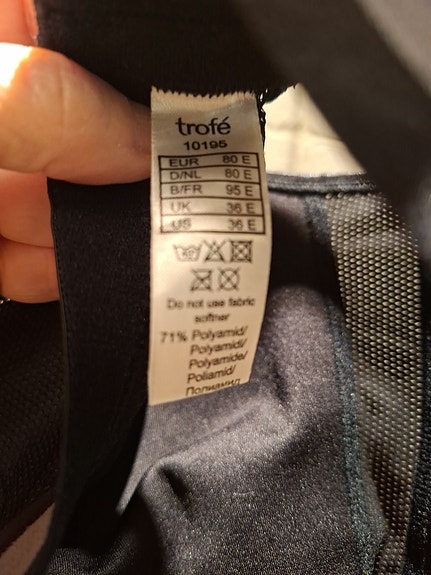 trofé
10195
EUR 80 E
D/NL 80 E
B/FR 95 E
UK 36 E
US 36 E
40
Do not use fabric
softner
71% Polyamid/
Polyamid/
Polyamide/
Poliamid/
Полиамид